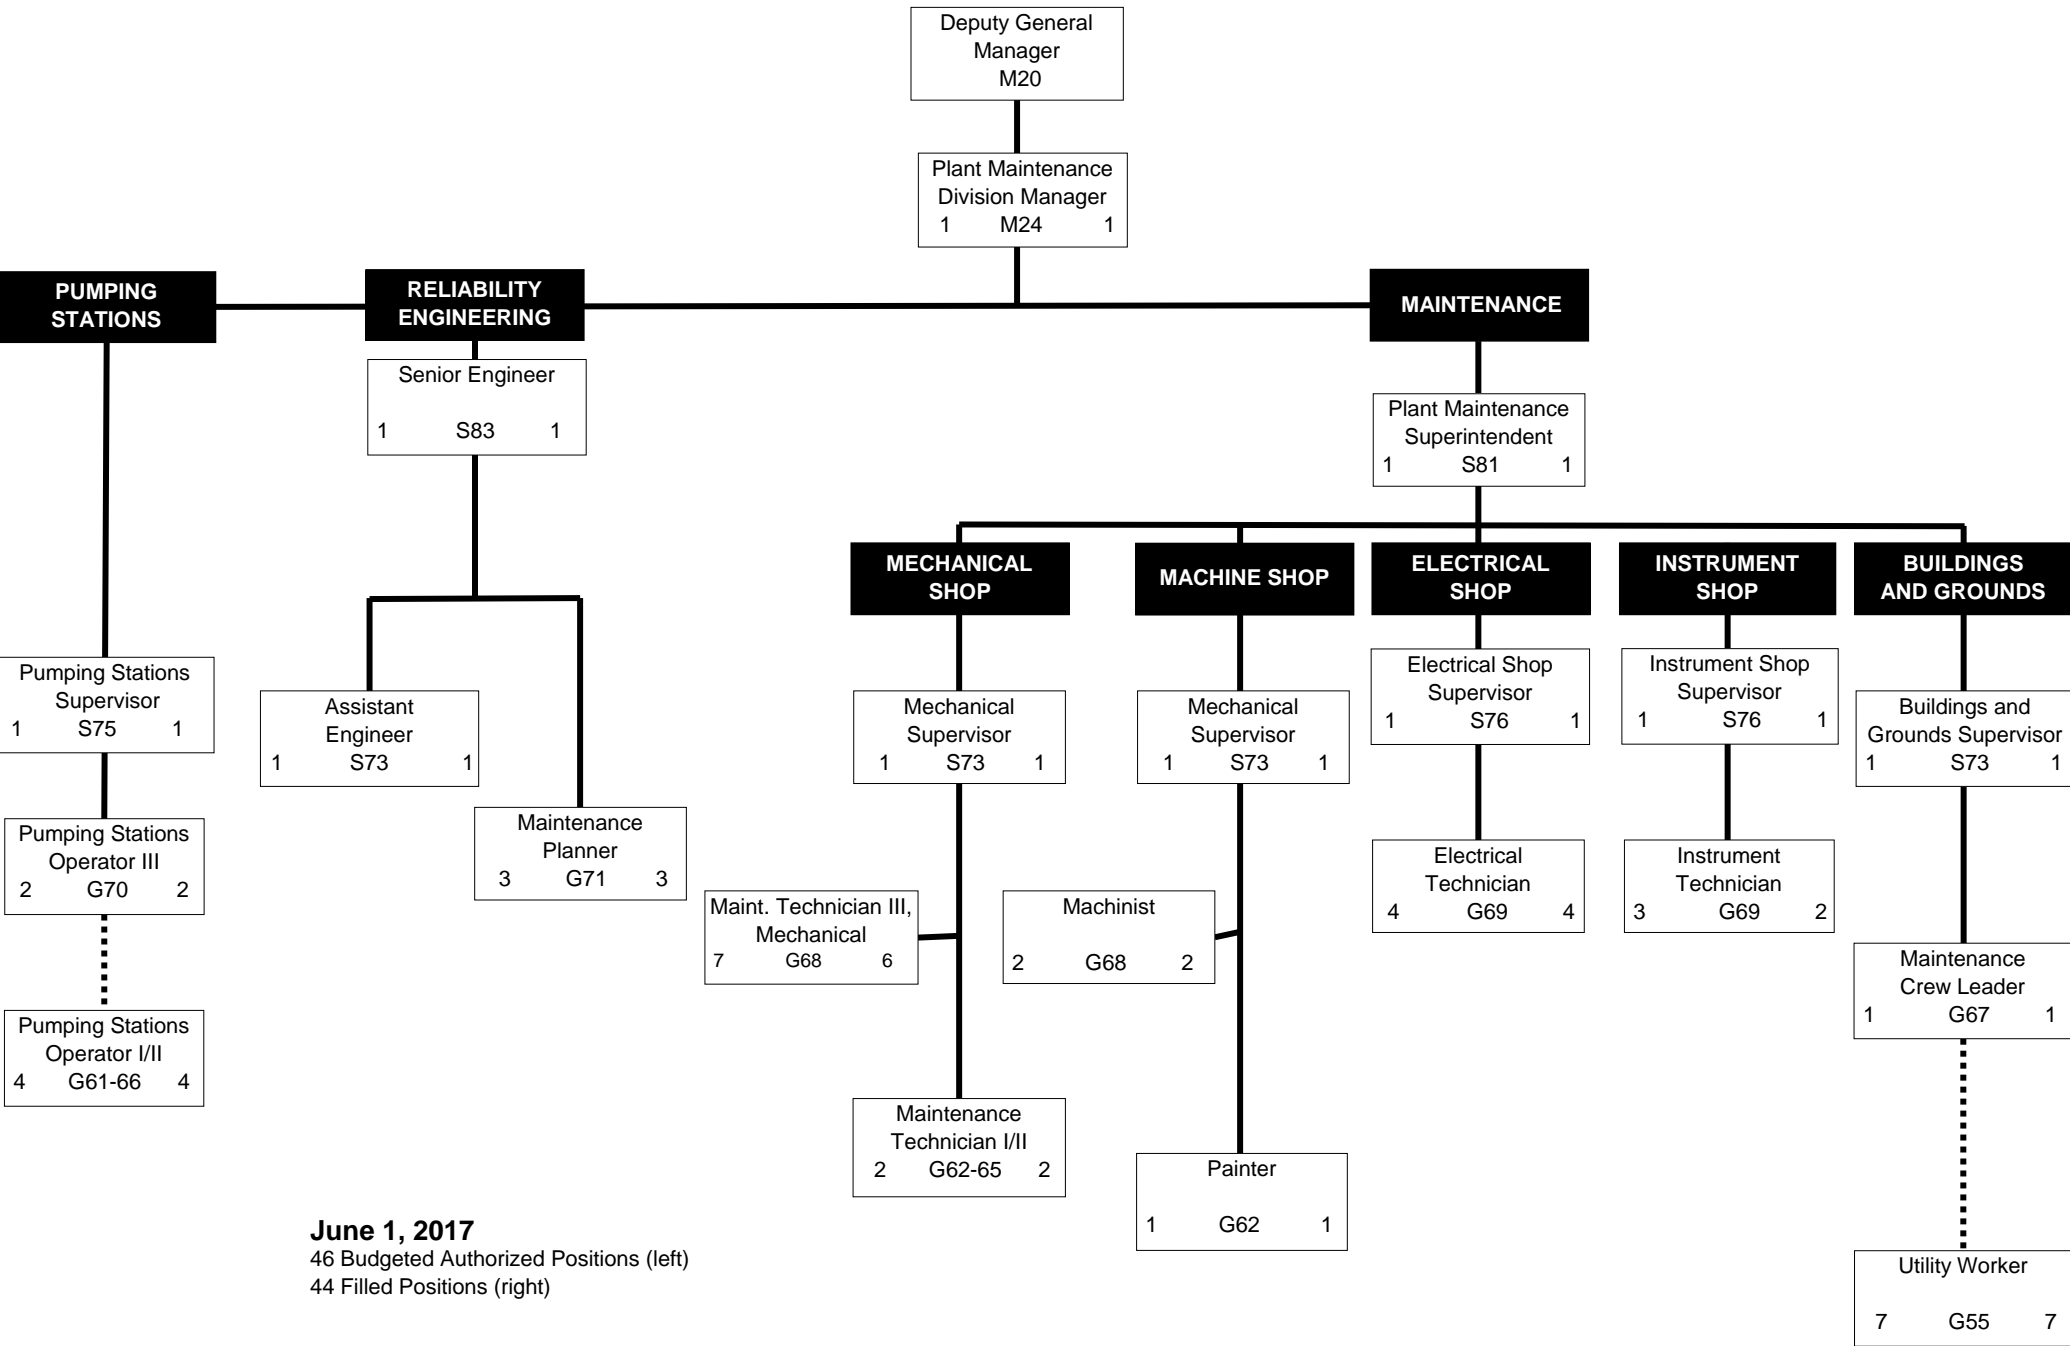 Deputy General
Manager
M20
Plant Maintenance
Division Manager
1 M24 1
PUMPING
STATIONS
RELIABILITY
ENGINEERING
MAINTENANCE
Senior Engineer
1 S83 1
Plant Maintenance
Superintendent
1 S81 1
MECHANICAL
SHOP
MACHINE SHOP
ELECTRICAL
SHOP
INSTRUMENT
SHOP
BUILDINGS
AND GROUNDS
Pumping Stations
Supervisor
1 S75 1
Assistant
Engineer
1 S73 1
Mechanical
Supervisor
1 S73 1
Mechanical
Supervisor
1 S73 1
Electrical Shop
Supervisor
1 S76 1
Instrument Shop
Supervisor
1 S76 1
Buildings and
Grounds Supervisor
1 S73 1
Pumping Stations
Operator III
2 G70 2
Maintenance
Planner
3 G71 3
Maint. Technician III,
Mechanical
7 G68 6
Machinist
2 G68 2
Electrical
Technician
4 G69 4
Instrument
Technician
3 G69 2
Maintenance
Crew Leader
1 G67 1
Pumping Stations
Operator I/II
4 G61-66 4
Maintenance
Technician I/II
2 G62-65 2
Painter
1 G62 1
Utility Worker
7 G55 7
June 1, 2017
46 Budgeted Authorized Positions (left)
44 Filled Positions (right)